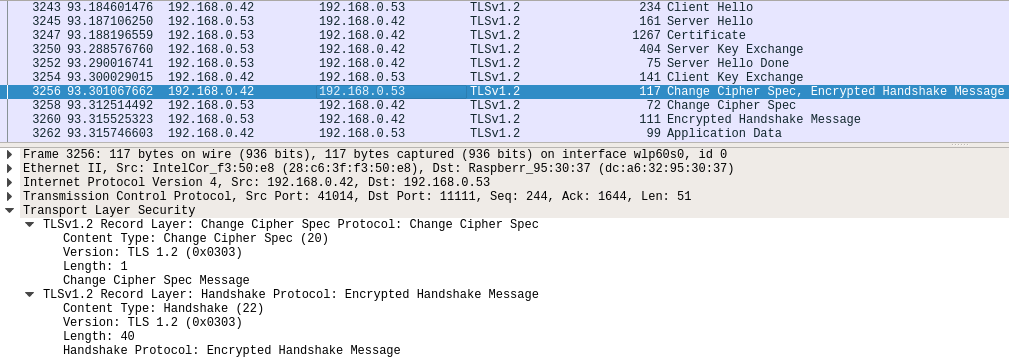 3243 93.184601476 192.168.0.42 192.168.0.53 TLSv1.2 234 Client Hello
3245 93.187106250 192.168.0.53 192.168.0.42 TLSv1.2 161 Server Hello
3247 93.188196559 192.168.0.53 192.168.0.42 TLSv1.2 1267 Certificate
3250 93.288576760 192.168.0.53 192.168.0.42 TLSv1.2 404 Server Key Exchange
3252 93.290016741 192.168.0.53 192.168.0.42 TLSv1.2 75 Server Hello Done
3254 93.300029015 192.168.0.42 192.168.0.53 TLSv1.2 141 Client Key Exchange
3256 93.301067662 192.168.0.42 192.168.0.53 TLSv1.2 117 Change Cipher Spec, Encrypted Handshake Message
3258 93.312514492 192.168.0.53 192.168.0.42 TLSv1.2 72 Change Cipher Spec
3260 93.315525323 192.168.0.53 192.168.0.42 TLSv1.2 111 Encrypted Handshake Message
3262 93.315746603 192.168.0.42 192.168.0.53 TLSv1.2 99 Application Data
Frame 3256: 117 bytes on wire (936 bits), 117 bytes captured (936 bits) on interface wlp60s0, id 0
Ethernet II, Src: IntelCor_f3:50:e8 (28:c6:3f:f3:50:e8), Dst: Raspberr_95:30:37 (dc:a6:32:95:30:37)
Internet Protocol Version 4, Src: 192.168.0.42, Dst: 192.168.0.53
Transmission Control Protocol, Src Port: 41014, Dst Port: 11111, Seq: 244, Ack: 1644, Len: 51
Transport Layer Security
TLSv1.2 Record Layer: Change Cipher Spec Protocol: Change Cipher Spec
Content Type: Change Cipher Spec (20)
Version: TLS 1.2 (0x0303)
Length: 1
Change Cipher Spec Message
TLSv1.2 Record Layer: Handshake Protocol: Encrypted Handshake Message
Content Type: Handshake (22)
Version: TLS 1.2 (0x0303)
Length: 40
Handshake Protocol: Encrypted Handshake Message